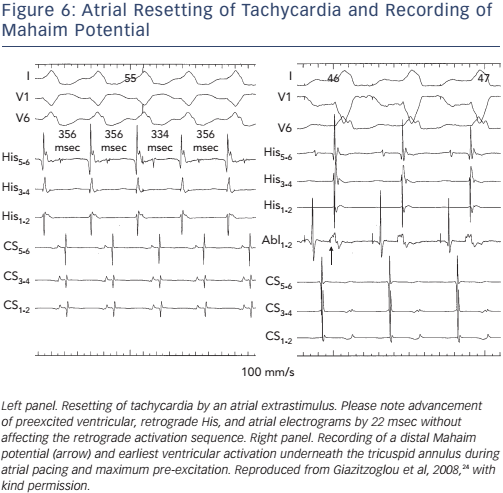 Figure 6: Atrial Resetting of Tachycardia and Recording of
Mahaim Potential
I
55
V1
V6
356 msec
356 msec
334 msec
356 msec
His5-6
His3-4
His1-2
CS5-6
CS3-4
CS1-2
I
46
47
V1
V6
His5-6
His3-4
His1-2
Abl1-2
CS5-6
CS3-4
CS1-2
100 mm/s
Left panel. Resetting of tachycardia by an atrial extrastimulus. Please note advancement
of preexcited ventricular, retrograde His, and atrial electrograms by 22 msec without
affecting the retrograde activation sequence. Right panel. Recording of a distal Mahaim
potential (arrow) and earliest ventricular activation underneath the tricuspid annulus during
atrial pacing and maximum pre-excitation. Reproduced from Giazitzoglou et al, 2008,24 with
kind permission.